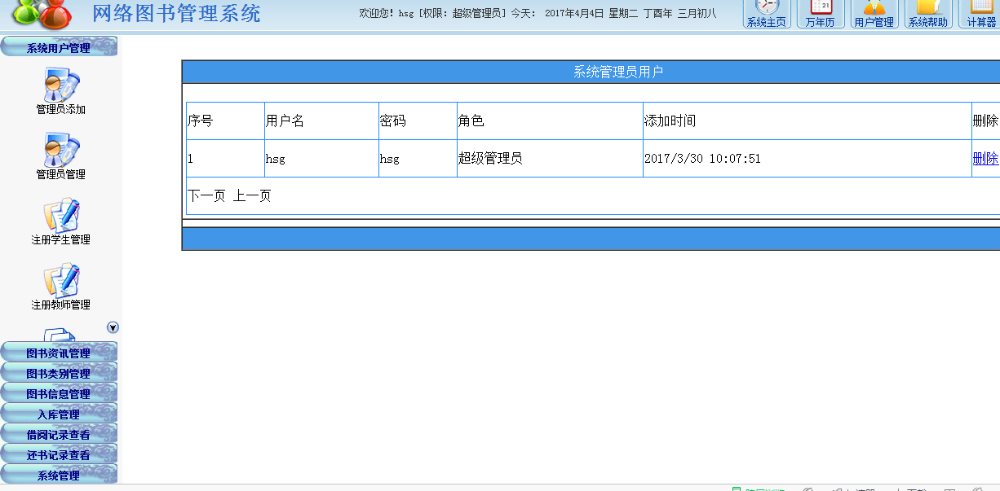 网络图书管理系统
欢迎您! hsg [权限: 超级管理员] 今天: 2017年4月4日 星期二 丁酉年 三月初八
系统主页 万年历 用户管理 系统帮助 计算器
21
系统用户管理
管理员添加
管理员管理
注册学生管理
注册教师管理
图书资讯管理
图书类别管理
图书信息管理
入库管理
借阅记录查看
还书记录查看
系统管理
系统管理员用户
序号 用户名 密码 角色 添加时间 删除
1 hsg hsg 超级管理员 2017/3/30 10:07:51 删除
下一页 上一页